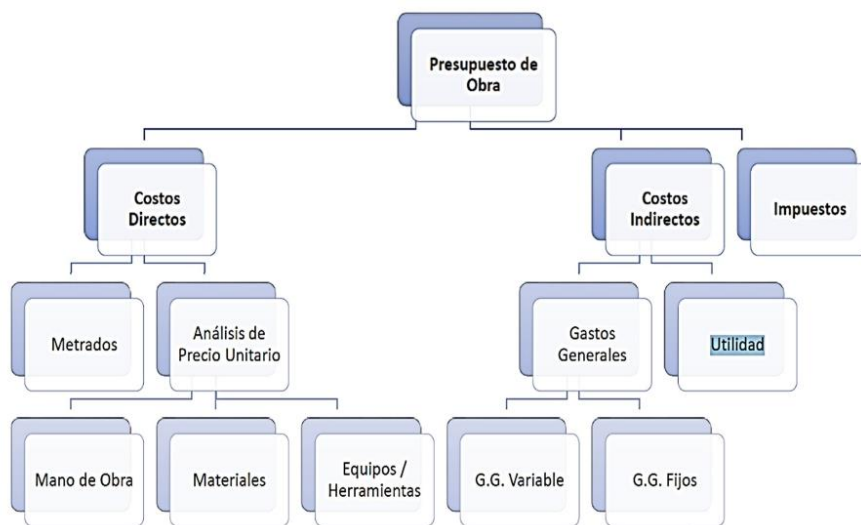 Presupuesto de
Obra
Costos
Directos
Costos
Indirectos
Impuestos
Metrados
Análisis de
Precio Unitario
Gastos
Generales
Utilidad
Mano de Obra
Materiales
Equipos /
Herramientas
G.G. Variable
G.G. Fijos